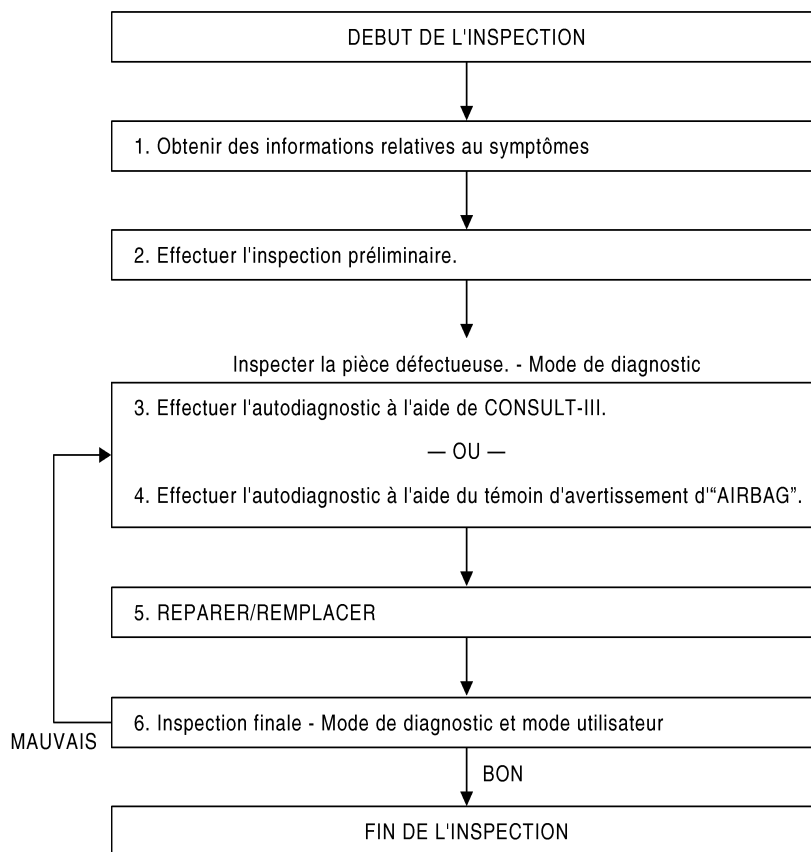 DEBUT DE L'INSPECTION
1. Obtenir des informations relatives au symptômes
2. Effectuer l'inspection préliminaire.
Inspecter la pièce défectueuse. - Mode de diagnostic
3. Effectuer l'autodiagnostic à l'aide de CONSULT-III.
— OU —
4. Effectuer l'autodiagnostic à l'aide du témoin d'avertissement d'“AIRBAG”.
5. REPARER/REMPLACER
6. Inspection finale - Mode de diagnostic et mode utilisateur
MAUVAIS
BON
FIN DE L'INSPECTION